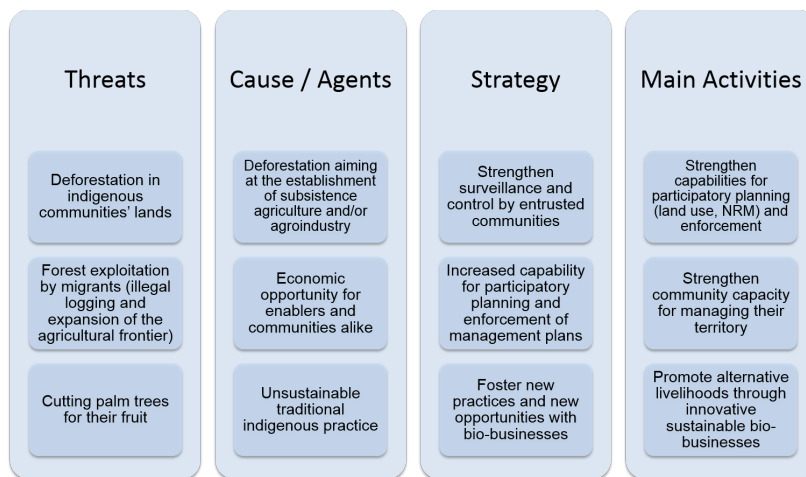 Threats
Deforestation in
indigenous
communities' lands
Forest exploitation
by migrants (illegal
logging and
expansion of the
agricultural frontier)
Cutting palm trees
for their fruit
Cause / Agents
Deforestation aiming
at the establishment
of subsistence
agriculture and/or
agroindustry
Economic
opportunity for
enablers and
communities alike
Unsustainable
traditional
indigenous practice
Strategy
Strengthen
surveillance and
control by entrusted
communities
Increased capability
for participatory
planning and
enforcement of
management plans
Foster new
practices and new
opportunities with
bio-businesses
Main Activities
Strengthen
capabilities for
participatory planning
(land use, NRM) and
enforcement
Strengthen
community capacity
for managing their
territory
Promote alternative
livelihoods through
innovative
sustainable bio-
businesses